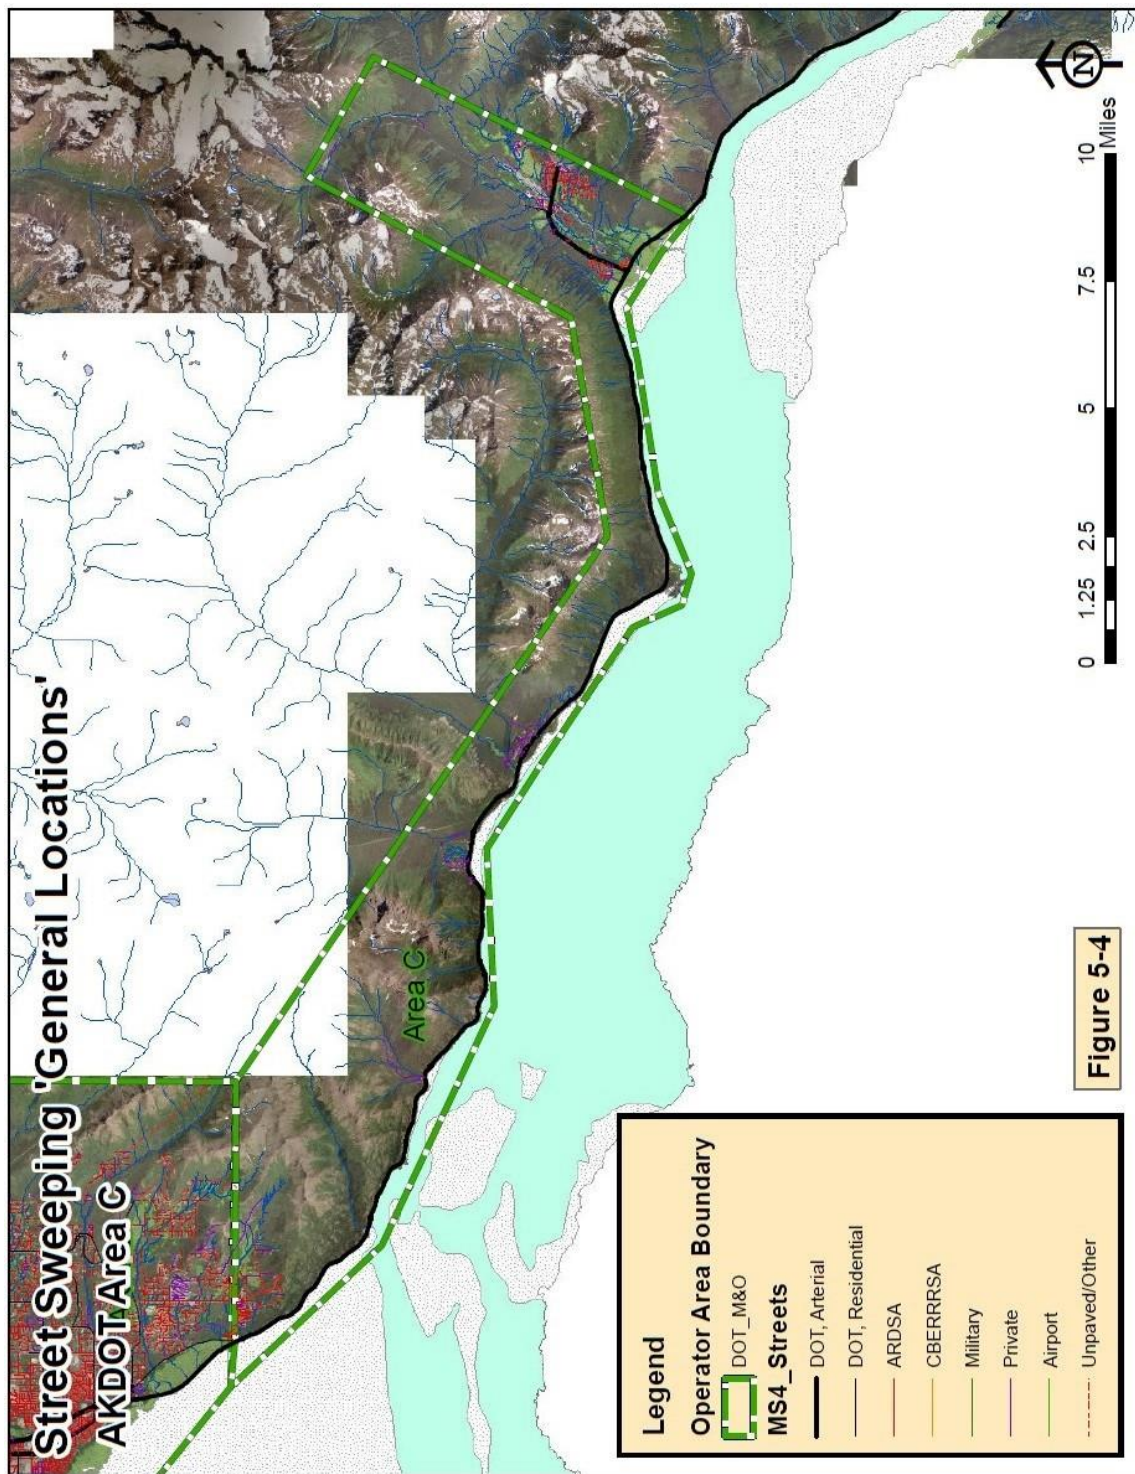 Street Sweeping 'General Locations'
AKDOT Area C
Area C
Legend
Operator Area Boundary
DOT_M&O
MS4_Streets
DOT, Arterial
DOT, Residential
ARDSA
CBERRRSA
Military
Private
Airport
Unpaved/Other
Figure 5-4
0 1.25 2.5 5 7.5 10
Miles
N